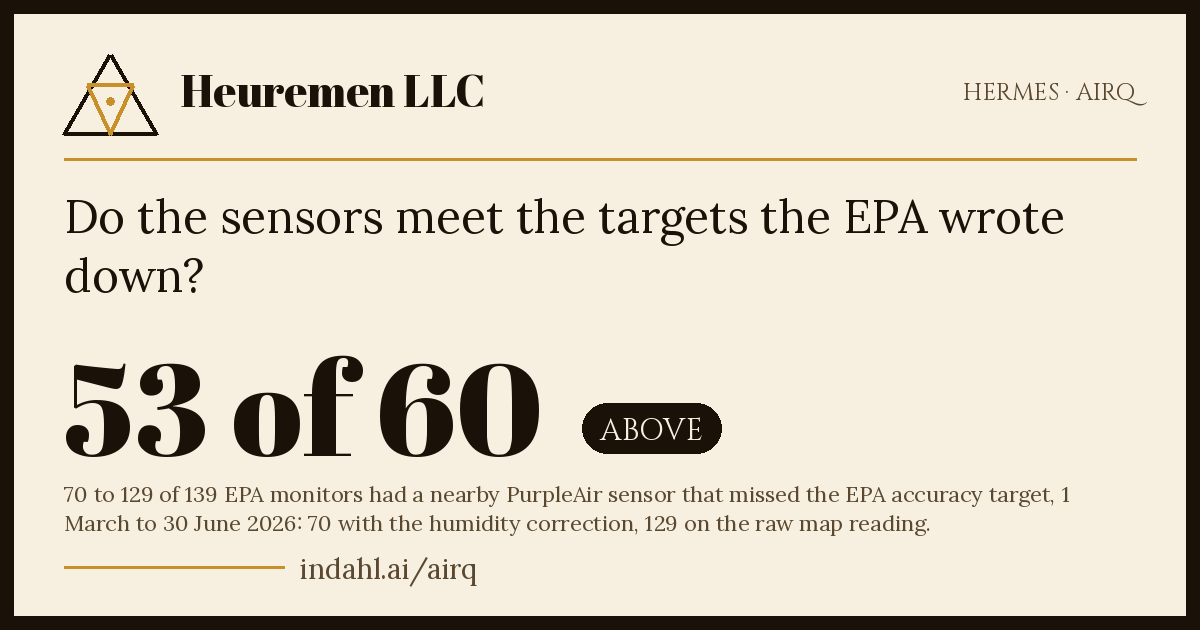 Heuremen LLC
HERMES · AIRQ
Do the sensors meet the targets the EPA wrote
down?
53 of 60
ABOVE
70 to 129 of 139 EPA monitors had a nearby PurpleAir sensor that missed the EPA accuracy target, 1
March to 30 June 2026: 70 with the humidity correction, 129 on the raw map reading.
indahl.ai/airq